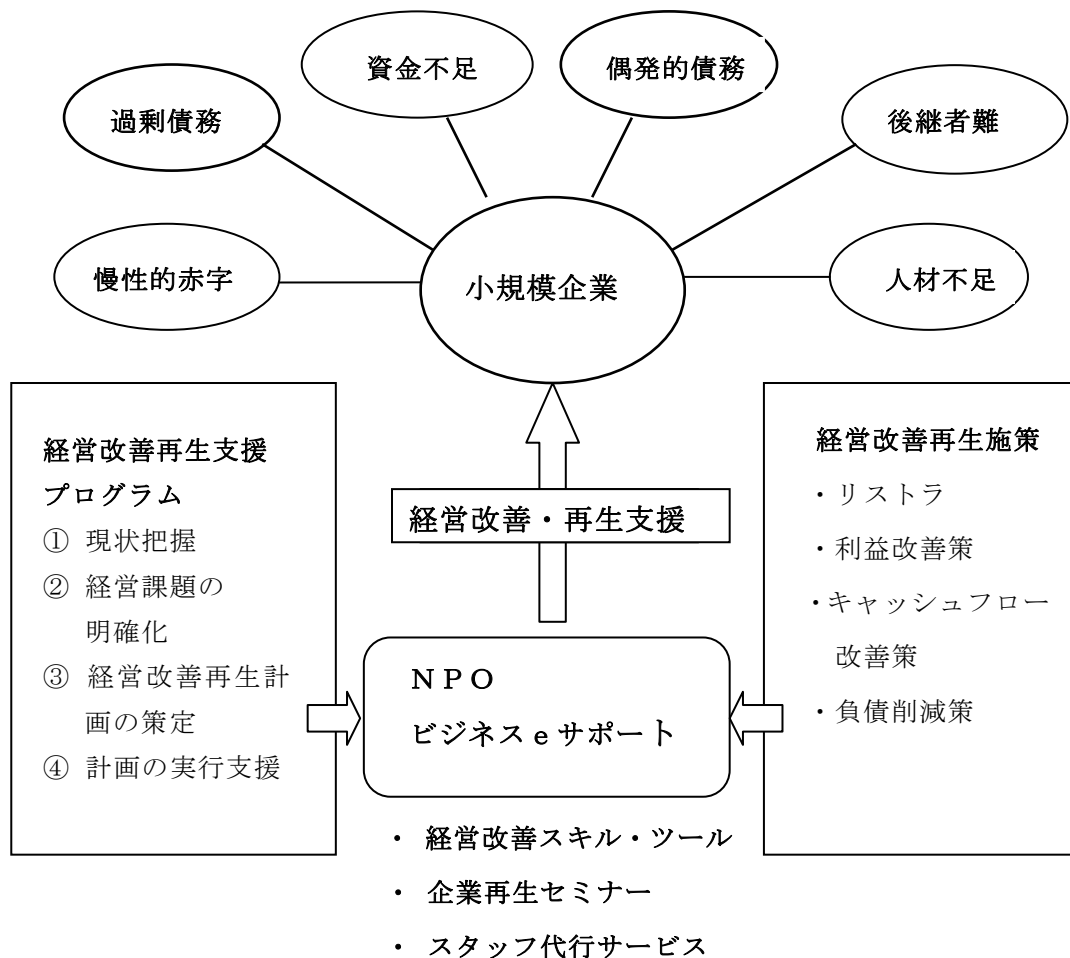 資金不足
偶発的債務
過剰債務
後継者難
慢性的赤字
小規模企業
人材不足
経営改善再生支援
プログラム
① 現状把握
② 経営課題の
明確化
③ 経営改善再生計
画の策定
④ 計画の実行支援
経営改善・再生支援
経営改善再生施策
・リストラ
・利益改善策
・キャッシュフロー
改善策
・負債削減策
ＮＰＯ
ビジネスｅサポート
・ 経営改善スキル・ツール
・ 企業再生セミナー
・ スタッフ代行サービス